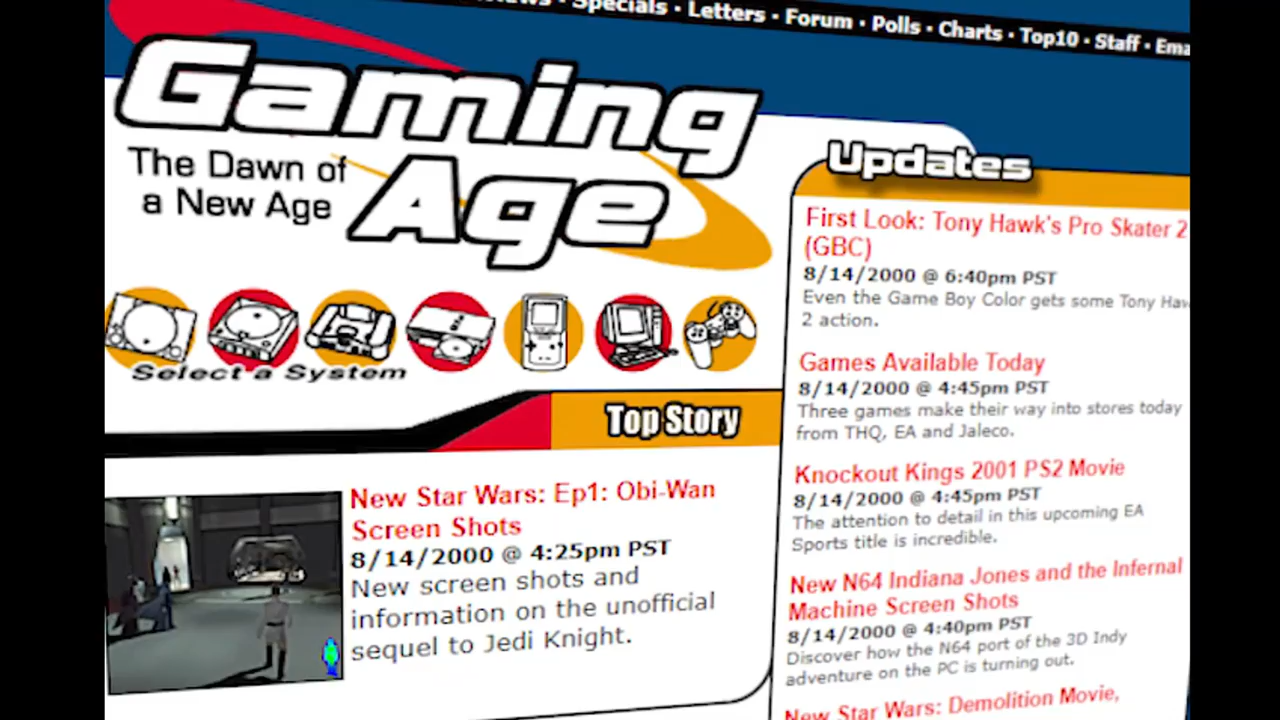 Specials · Letters · Forum · Polls · Charts · Top10 · Staff ·
Gaming
The Dawn of
a New Age
Age
Select a System
Top Story
New Star Wars: Ep1: Obi-Wan
Screen Shots
8/14/2000 @ 4:25pm PST
New screen shots and
information on the unofficial
sequel to Jedi Knight.
Updates
First Look: Tony Hawk's Pro Skater 2
(GBC)
8/14/2000 @ 6:40pm PST
Even the Game Boy Color gets some Tony
2 action.
Games Available Today
8/14/2000 @ 4:45pm PST
Three games make their way into stores today
from THQ, EA and Jaleco.
Knockout Kings 2001 PS2 Movie
8/14/2000 @ 4:45pm PST
The attention to detail in this upcoming EA
Sports title is incredible.
New N64 Indiana Jones and the Infernal
Machine Screen Shots
8/14/2000 @ 4:40pm PST
Discover how the N64 port of the 3D Indy
adventure on the PC is turning out.
New Star Wars: Demolition Movie,